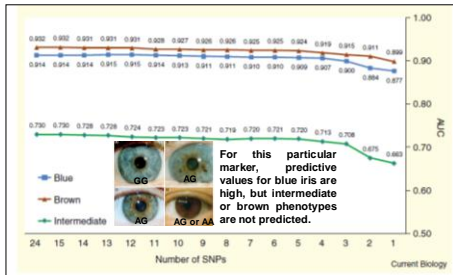 1.00
0.932 0.932 0.931 0.931 0.931 0.928 0.927 0.926 0.926 0.925 0.925 0.924 0.919 0.915 0.911 0.899
0.90
0.914 0.914 0.914 0.915 0.915 0.914 0.913 0.911 0.911 0.910 0.910 0.909 0.907 0.900 0.884 0.877
0.80
AUC
0.730 0.730 0.728 0.728 0.724 0.723 0.723 0.721 0.719 0.720 0.721 0.720 0.713 0.708 0.675 0.663
0.70
Blue
Brown
Intermediate
GG
AG
AG
AG or AA
For this particular
marker, predictive
values for blue iris are
high, but intermediate
or brown phenotypes
are not predicted.
0.60
0.50
24 15 14 13 12 11 10 9 8 7 6 5 4 3 2 1
Number of SNPs
Current Biology